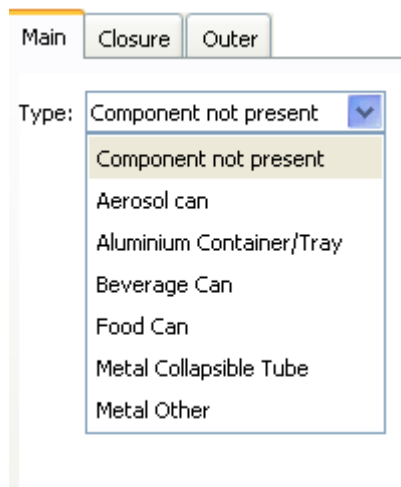 Main Closure Outer
Type: Component not present
Component not present
Aerosol can
Aluminium Container/Tray
Beverage Can
Food Can
Metal Collapsible Tube
Metal Other